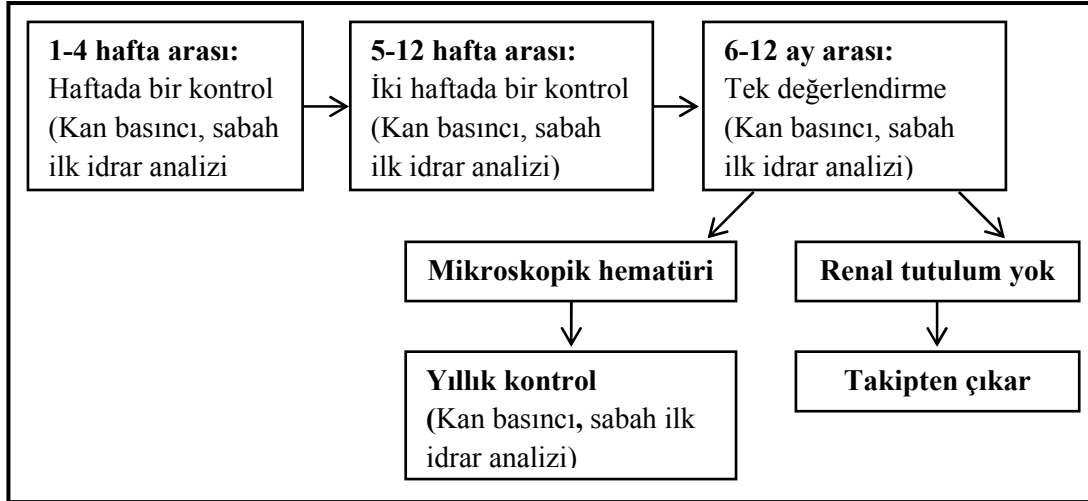 1-4 hafta arası:
Haftada bir kontrol
(Kan basıncı, sabah
ilk idrar analizi
5-12 hafta arası:
İki haftada bir kontrol
(Kan basıncı, sabah
ilk idrar analizi)
6-12 ay arası:
Tek değerlendirme
(Kan basıncı, sabah
ilk idrar analizi)
Mikroskopik hematüri
Renal tutulum yok
Yıllık kontrol
(Kan basıncı, sabah ilk
idrar analizi)
Takipten çıkar